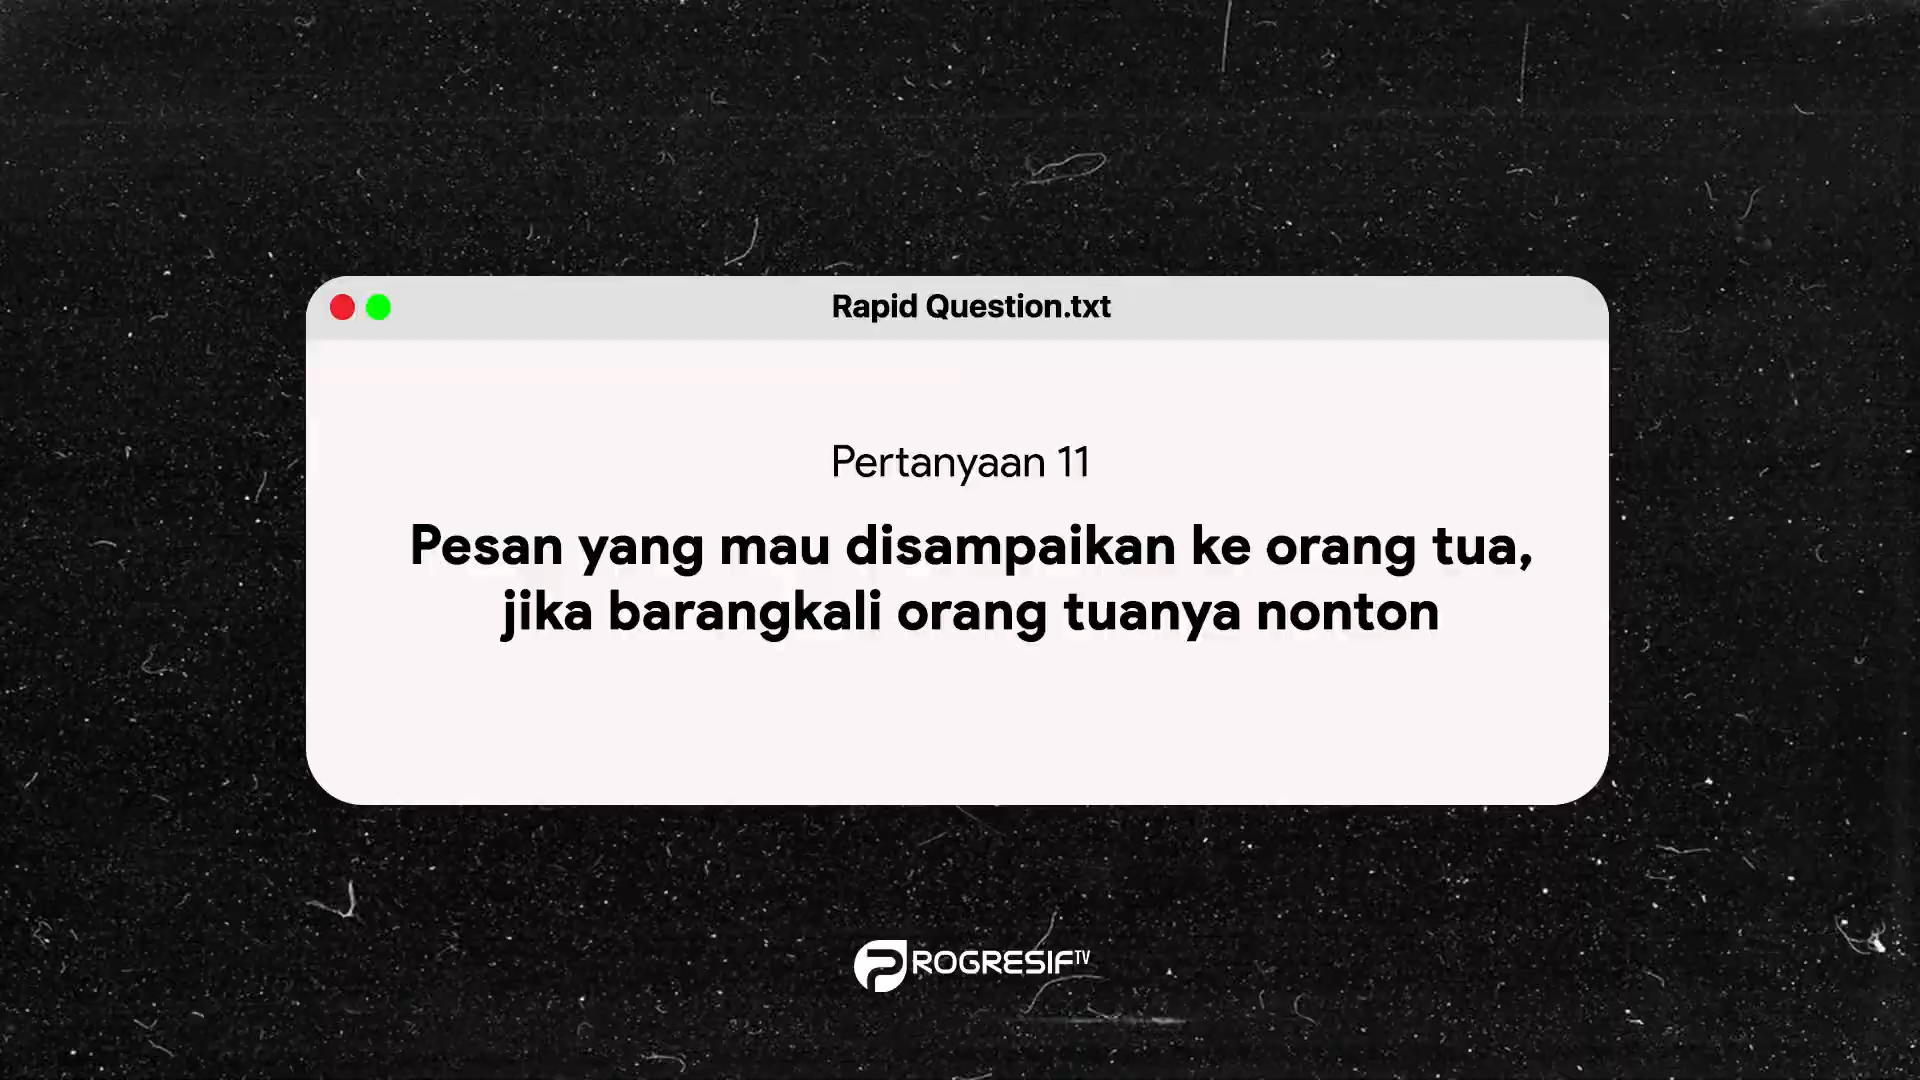 Rapid Question.txt
Pertanyaan 11
Pesan yang mau disampaikan ke orang tua,
jika barangkali orang tuanya nonton
PROGRESIF TV